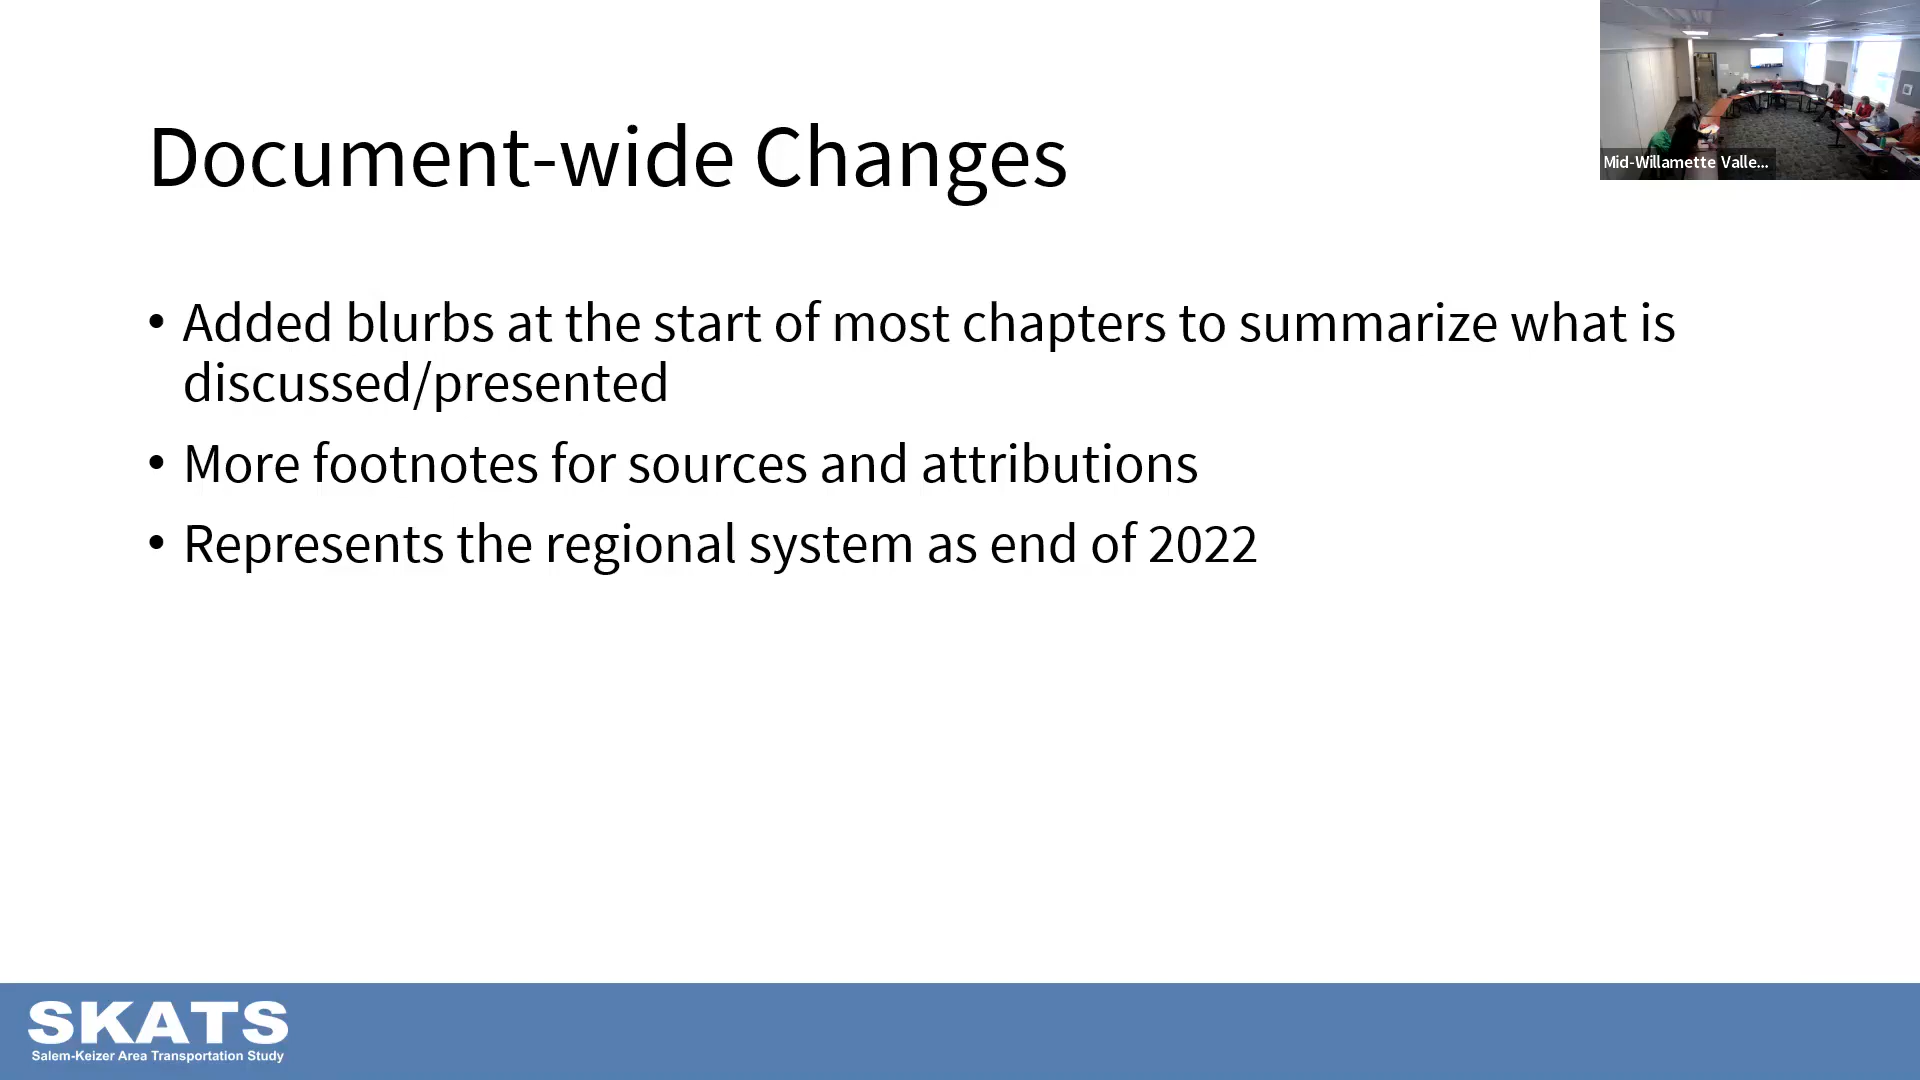 Mid-Willamette Valle...
Document-wide Changes
• Added blurbs at the start of most chapters to summarize what is
discussed/presented
• More footnotes for sources and attributions
• Represents the regional system as end of 2022
SKATS
Salem-Keizer Area Transportation Study